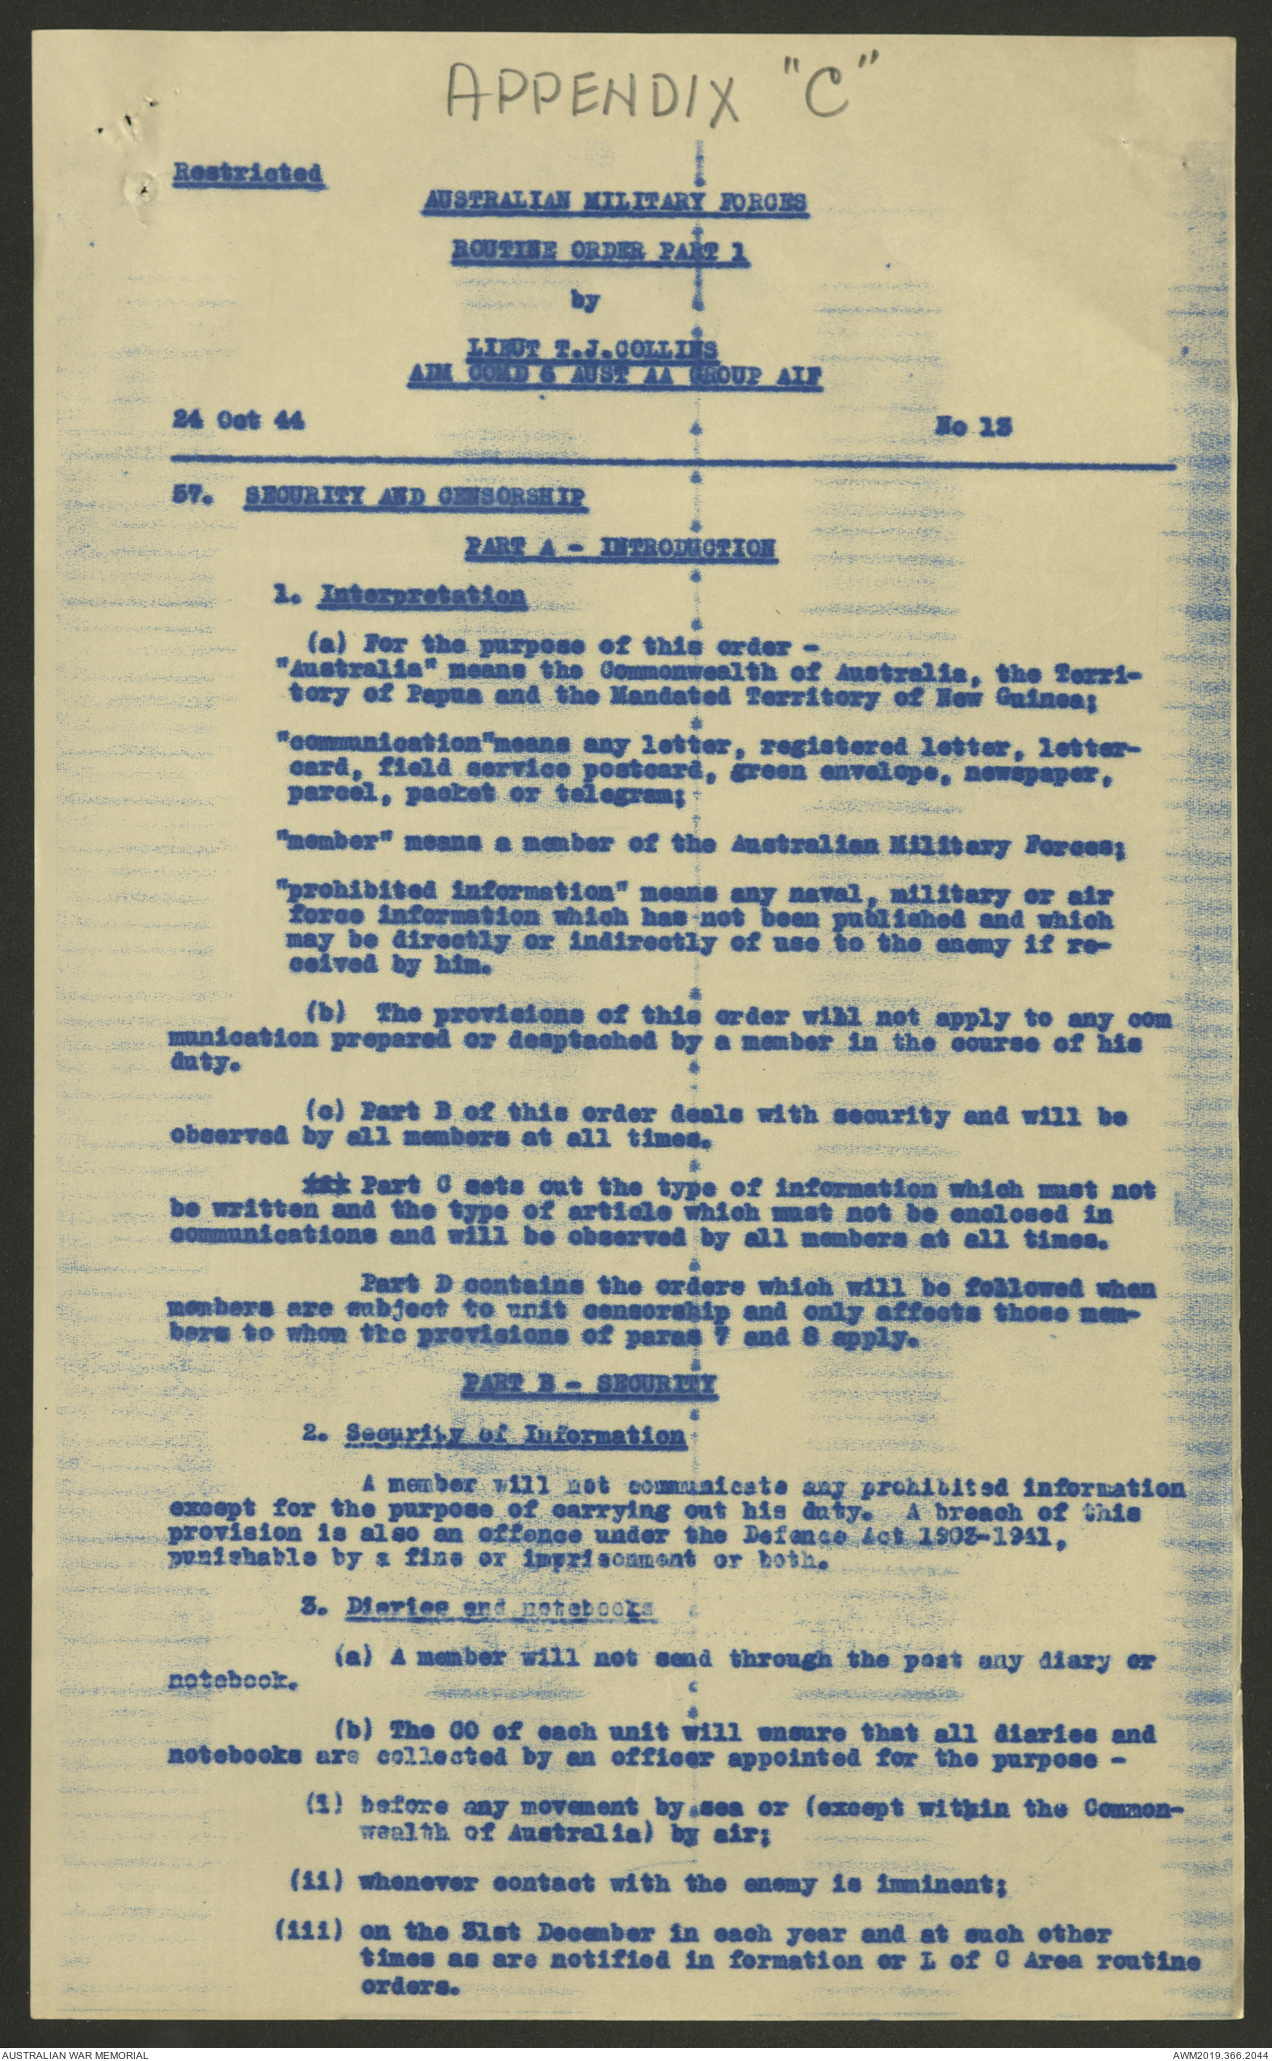 APPENDIX "C"
Restricted
AUSTRALIAN MILITARY FORCES
ROUTINE ORDER PART 1
by
LIEUT T.J.COLLINS
ADM COMD 6 AUST AA GROUP AIF
24 Oct 44 No 13
57. SECURITY AND CENSORSHIP
PART A - INTRODUCTION
1. Interpretation
(a) For the purpose of this order -
"Australia" means the Commonwealth of Australia, the Terri-
tory of Papua and the Mandated Territory of New Guinea;
"communication"means any letter, registered letter, letter-
card, field service postcard, green envelope, newspaper,
parcel, packet or telegram;
"member" means a member of the Australian Military Forces;
"prohibited information" means any naval, military or air
force information which has not been published and which
may be directly or indirectly of use to the enemy if re-
ceived by him.
(b) The provisions of this order will not apply to any com
munication prepared or desptached by a member in the course of his
duty.
(c) Part B of this order deals with security and will be
observed by all members at all times.
Part C sets out the type of information which must not
be written and the type of article which must not be enclosed in
communications and will be observed by all members at all times.
Part D contains the orders which will be followed when
members are subject to unit censorship and only affects those mem-
bers to whom the provisions of paras 7 and 8 apply.
PART B - SECURITY
2. Security of Information
A member will not communicate any prohibited information
except for the purpose of carrying out his duty. A breach of this
provision is also an offence under the Defence Act 1903-1941,
punishable by a fine or imprisonment or both.
3. Diaries and notebooks
(a) A member will not send through the post any diary or
notebook.
(b) The CO of each unit will ensure that all diaries and
notebooks are collected by an officer appointed for the purpose -
(i) before any movement by sea or (except within the Common-
wealth of Australia) by air;
(ii) whenever contact with the enemy is imminent;
(iii) on the 31st December in each year and at such other
times as are notified in formation or L of C Area routine
orders.
AUSTRALIAN WAR MEMORIAL AWM2019.366.2044